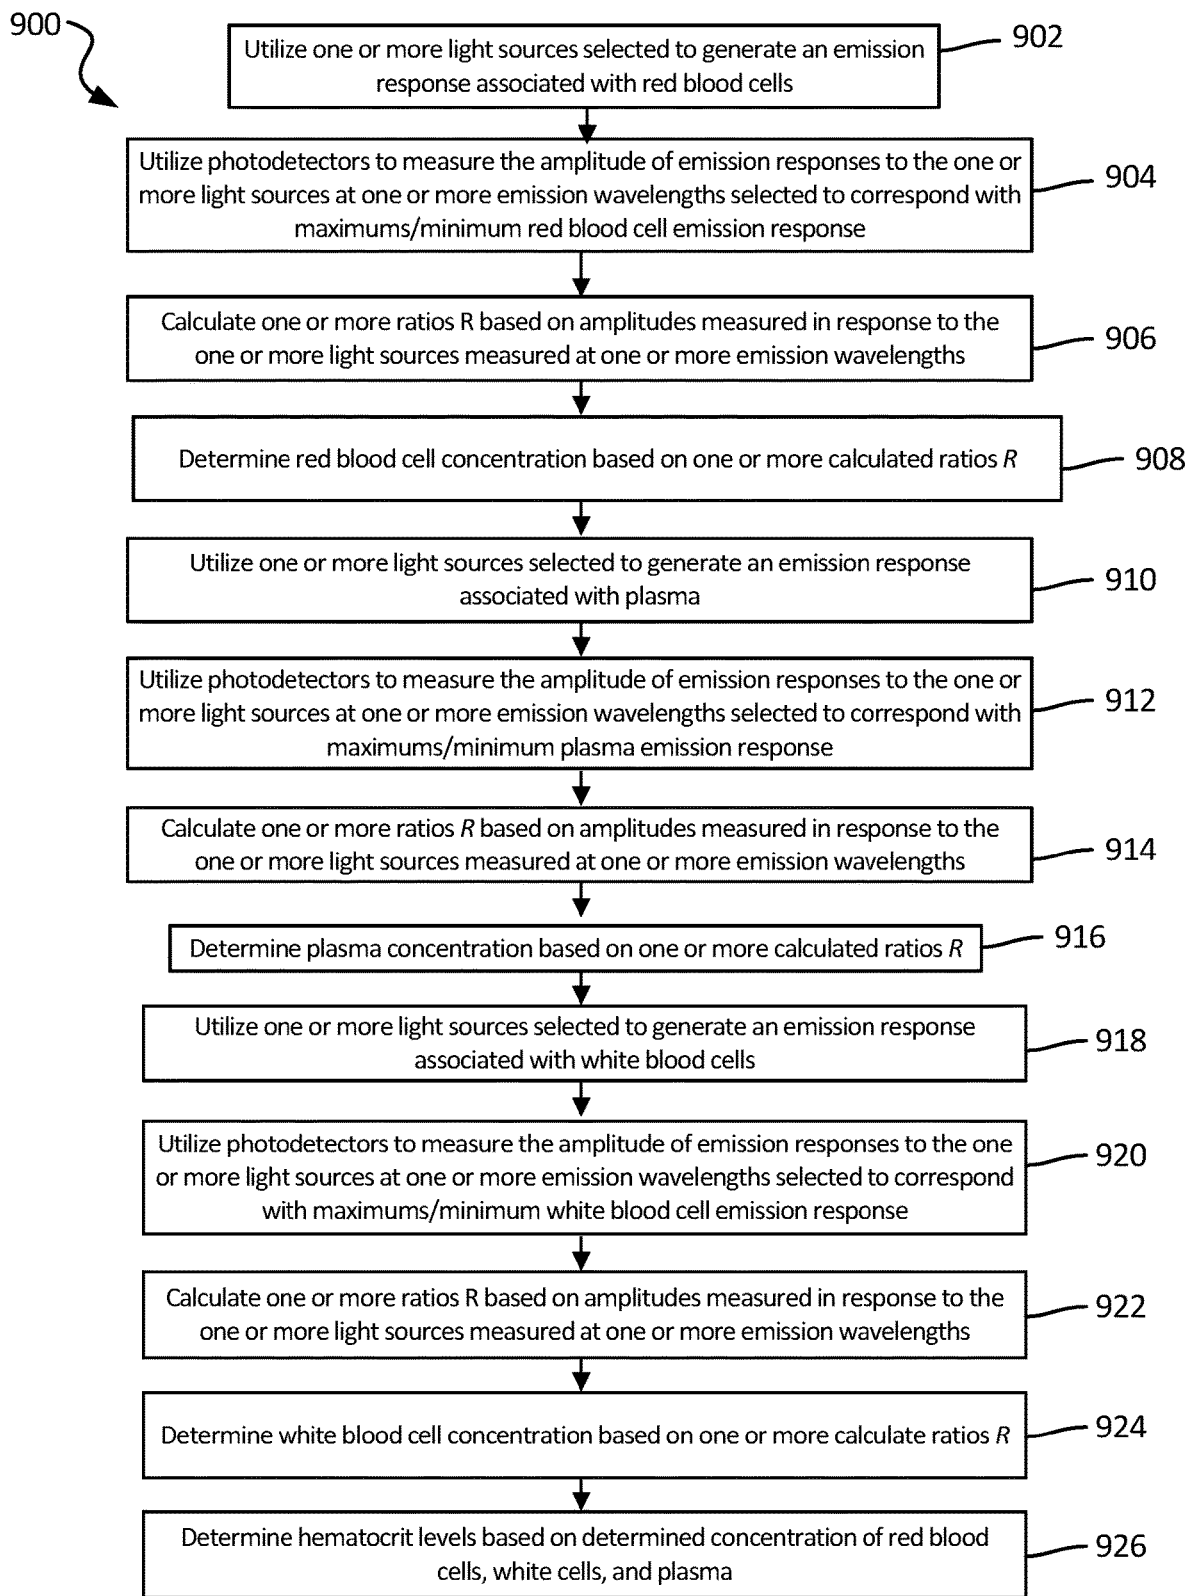 900
Utilize one or more light sources selected to generate an emission
response associated with red blood cells
902
Utilize photodetectors to measure the amplitude of emission responses to the one or
more light sources at one or more emission wavelengths selected to correspond with
maximums/minimum red blood cell emission response
904
Calculate one or more ratios R based on amplitudes measured in response to the
one or more light sources measured at one or more emission wavelengths
906
Determine red blood cell concentration based on one or more calculated ratios R
908
Utilize one or more light sources selected to generate an emission response
associated with plasma
910
Utilize photodetectors to measure the amplitude of emission responses to the one or
more light sources at one or more emission wavelengths selected to correspond with
maximums/minimum plasma emission response
912
Calculate one or more ratios R based on amplitudes measured in response to the
one or more light sources measured at one or more emission wavelengths
914
Determine plasma concentration based on one or more calculated ratios R
916
Utilize one or more light sources selected to generate an emission response
associated with white blood cells
918
Utilize photodetectors to measure the amplitude of emission responses to the one
or more light sources at one or more emission wavelengths selected to correspond
with maximums/minimum white blood cell emission response
920
Calculate one or more ratios R based on amplitudes measured in response to the
one or more light sources measured at one or more emission wavelengths
922
Determine white blood cell concentration based on one or more calculate ratios R
924
Determine hematocrit levels based on determined concentration of red blood
cells, white cells, and plasma
926